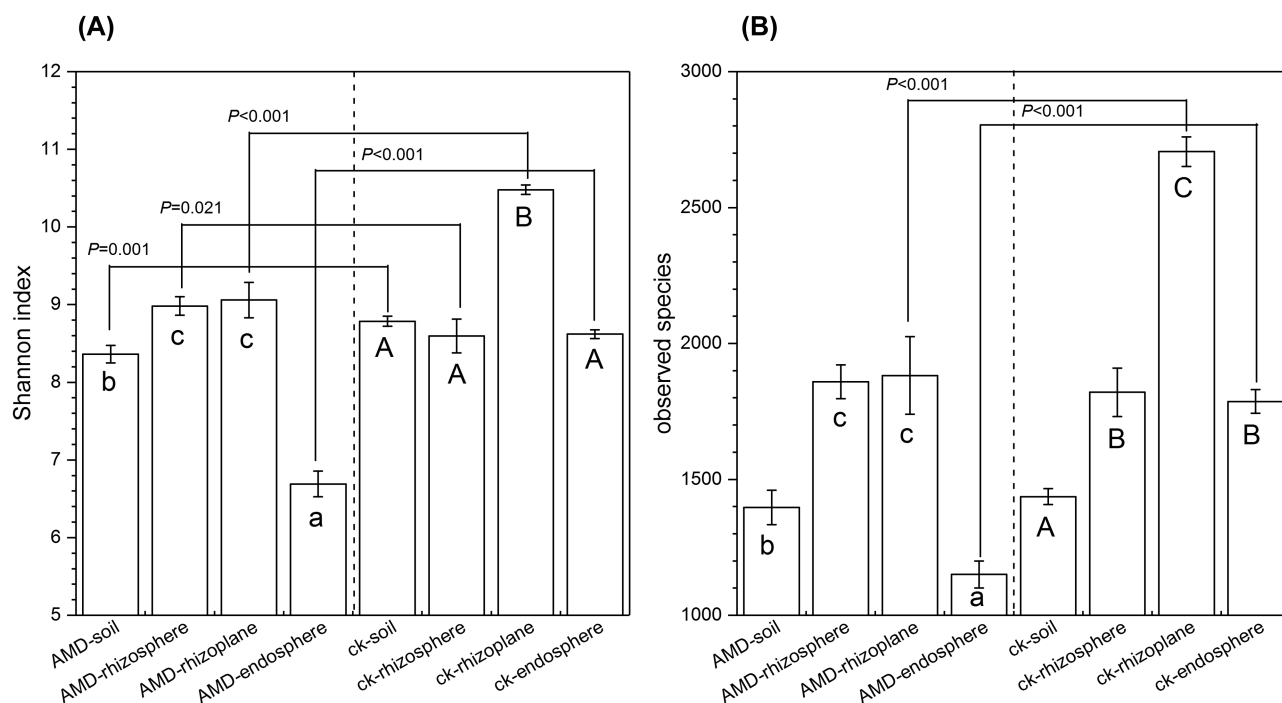 (A)
Shannon index
12
11
10
9
8
7
6
5
P<0.001
P<0.001
P=0.021
P=0.001
b
c
c
a
A
A
B
A
AMD-soil
AMD-rhizosphere
AMD-rhizoplane
AMD-endosphere
ck-soil
ck-rhizosphere
ck-rhizoplane
ck-endosphere
(B)
observed species
3000
2500
2000
1500
1000
P<0.001
P<0.001
b
c
c
a
A
B
C
B
AMD-soil
AMD-rhizosphere
AMD-rhizoplane
AMD-endosphere
ck-soil
ck-rhizosphere
ck-rhizoplane
ck-endosphere